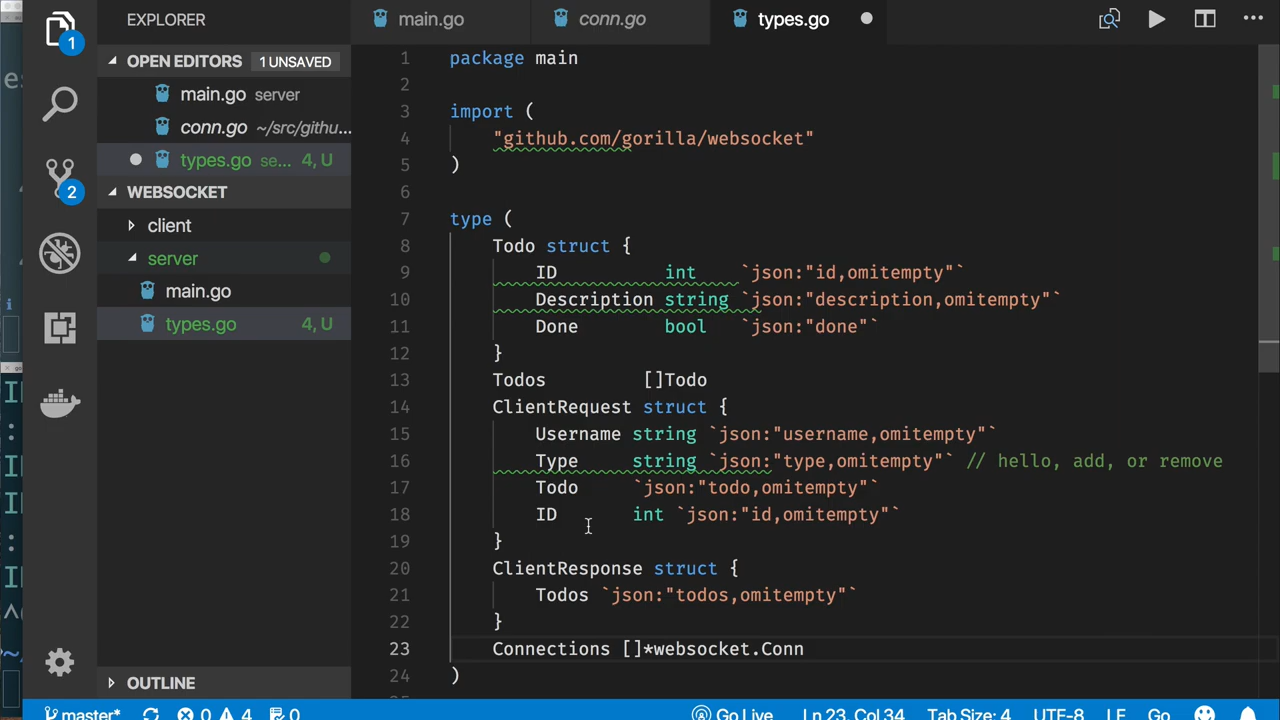 EXPLORER
main.go
conn.go
types.go
1
OPEN EDITORS
1 UNSAVED
main.go server
conn.go ~/src/githu...
types.go se... 4, U
WEBSOCKET
2
client
server
main.go
types.go 4, U
OUTLINE
1 package main
2
3 import (
4 "github.com/gorilla/websocket"
5 )
6
7 type (
8 Todo struct {
9 ID int `json:"id,omitempty"`
10 Description string `json:"description,omitempty"`
11 Done bool `json:"done"`
12 }
13 Todos []Todo
14 ClientRequest struct {
15 Username string `json:"username,omitempty"`
16 Type string `json:"type,omitempty"` // hello, add, or remove
17 Todo `json:"todo,omitempty"`
18 ID int `json:"id,omitempty"`
19 }
20 ClientResponse struct {
21 Todos `json:"todos,omitempty"`
22 }
23 Connections []*websocket.Conn
24 )
master* 0 4 0 Go Live Ln 23, Col 34 Tab Size: 4 UTF-8 LF Go